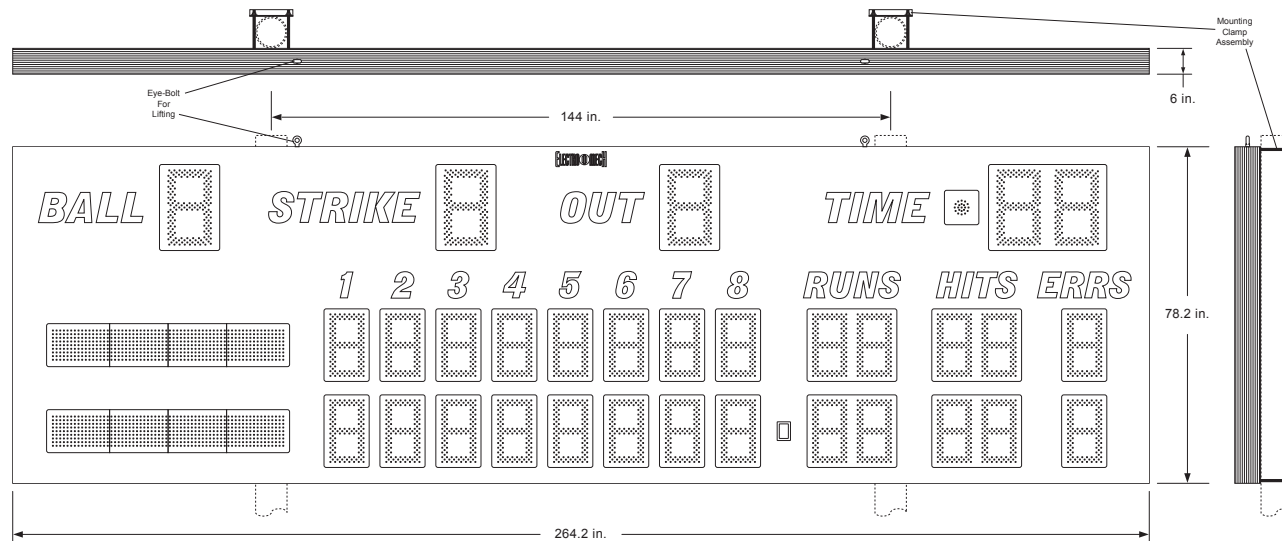 Mounting
Clamp
Assembly
6 in.
Eye-Bolt
For
Lifting
144 in.
ELECTRO-MECH
BALL STRIKE OUT TIME
1 2 3 4 5 6 7 8 RUNS HITS ERRS
78.2 in.
264.2 in.